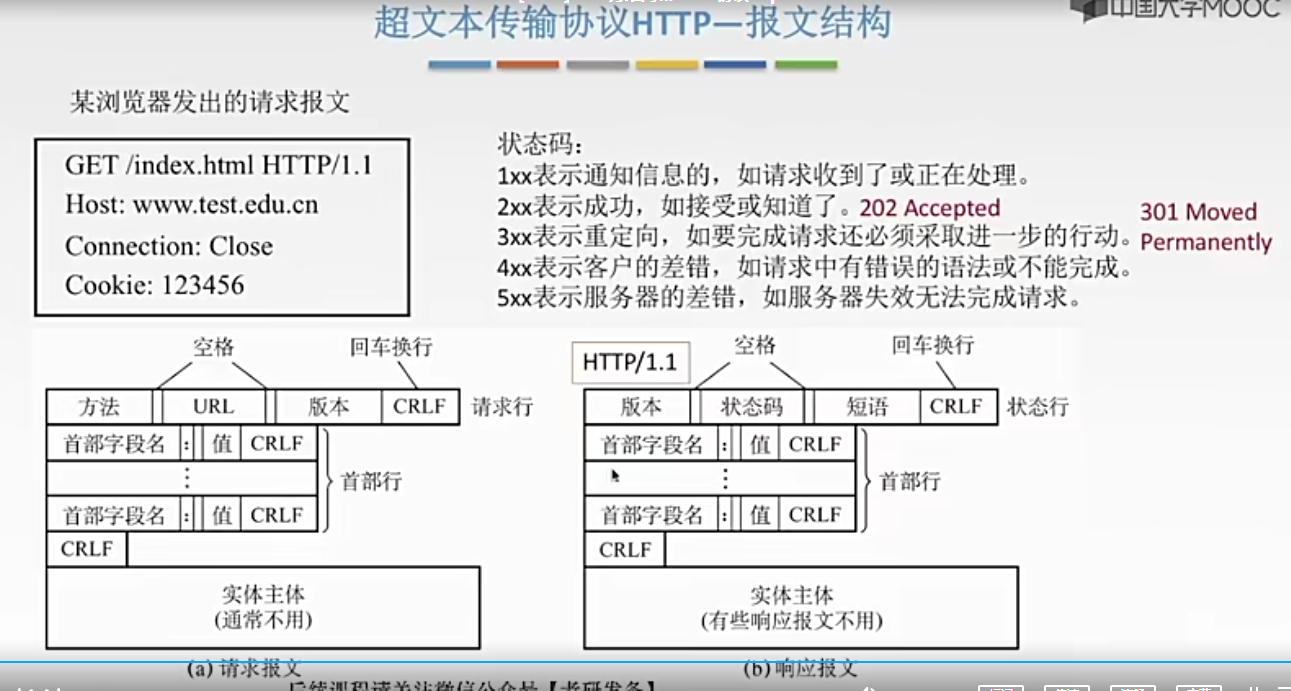 超文本传输协议HTTP—报文结构
中国大学MOOC
某浏览器发出的请求报文
GET /index.html HTTP/1.1
Host: www.test.edu.cn
Connection: Close
Cookie: 123456
状态码：
1xx表示通知信息的，如请求收到了或正在处理。
2xx表示成功，如接受或知道了。202 Accepted
3xx表示重定向，如要完成请求还必须采取进一步的行动。
301 Moved
Permanently
4xx表示客户的差错，如请求中有错误的语法或不能完成。
5xx表示服务器的差错，如服务器失效无法完成请求。
空格 回车换行
方法 URL 版本 CRLF 请求行
首部字段名 : 值 CRLF
⋮ 首部行
首部字段名 : 值 CRLF
CRLF
实体主体
(通常不用)
(a) 请求报文
HTTP/1.1
空格 回车换行
版本 状态码 短语 CRLF 状态行
首部字段名 : 值 CRLF
⋮ 首部行
首部字段名 : 值 CRLF
CRLF
实体主体
(有些响应报文不用)
(b) 响应报文
后续课程请关注微信公众号【考研发条】